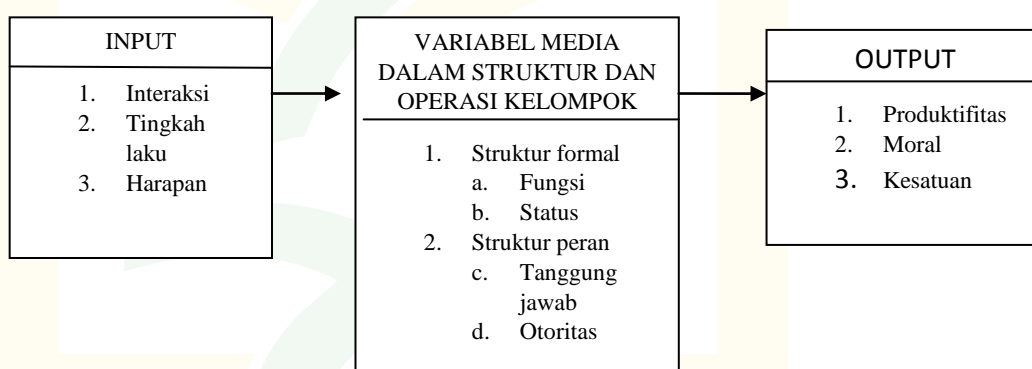 INPUT
1. Interaksi
2. Tingkah
laku
3. Harapan
VARIABEL MEDIA
DALAM STRUKTUR DAN
OPERASI KELOMPOK
1. Struktur formal
a. Fungsi
b. Status
2. Struktur peran
c. Tanggung
jawab
d. Otoritas
OUTPUT
1. Produktifitas
2. Moral
3. Kesatuan